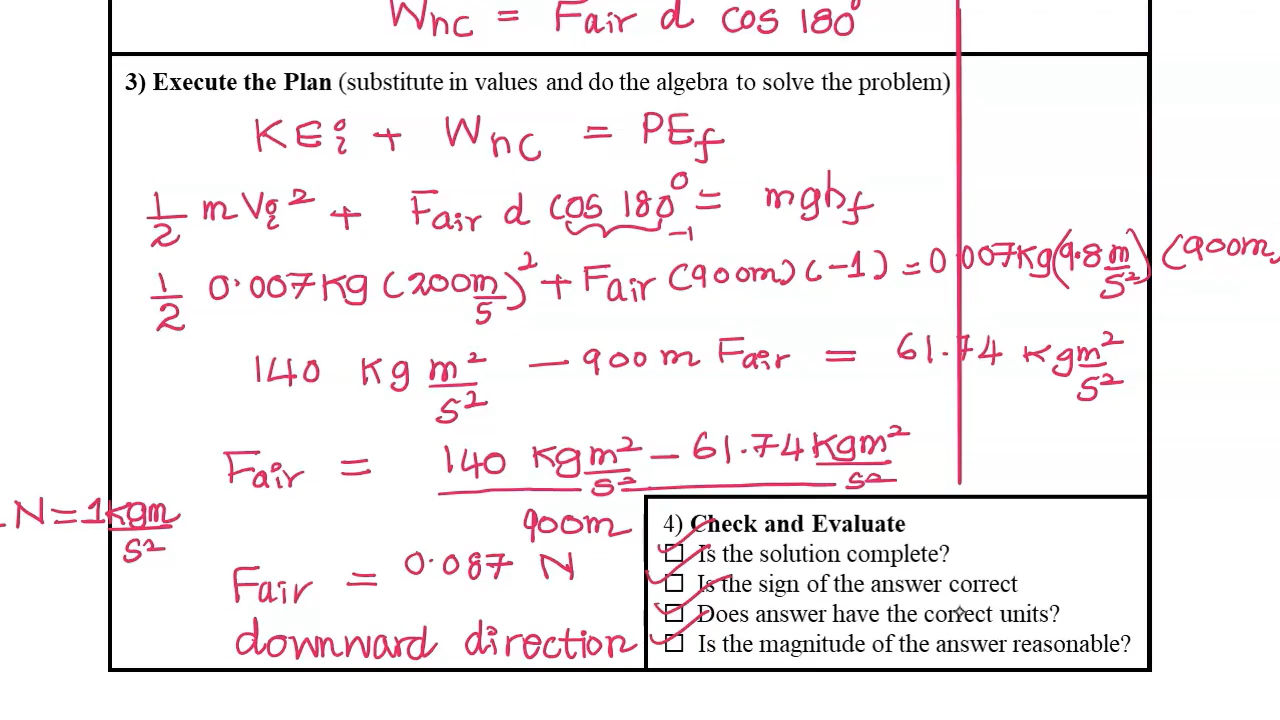 Wnc = Fair d cos 180°
3) Execute the Plan (substitute in values and do the algebra to solve the problem)
KEi + Wnc = PEf
1/2 m Vi² + Fair d cos 180° = mghf
-1
1/2 0.007 Kg (200 m/s)² + Fair (900m) (-1) = 0.007 Kg (9.8 m/s²) (900m)
140 Kg m²/s² - 900 m Fair = 61.74 Kg m²/s²
Fair = (140 Kg m²/s² - 61.74 Kg m²/s²) / 900m
N = 1 kgm/s²
Fair = 0.087 N
downward direction
4) Check and Evaluate
☐ Is the solution complete?
☐ Is the sign of the answer correct
☐ Does answer have the correct units?
☐ Is the magnitude of the answer reasonable?